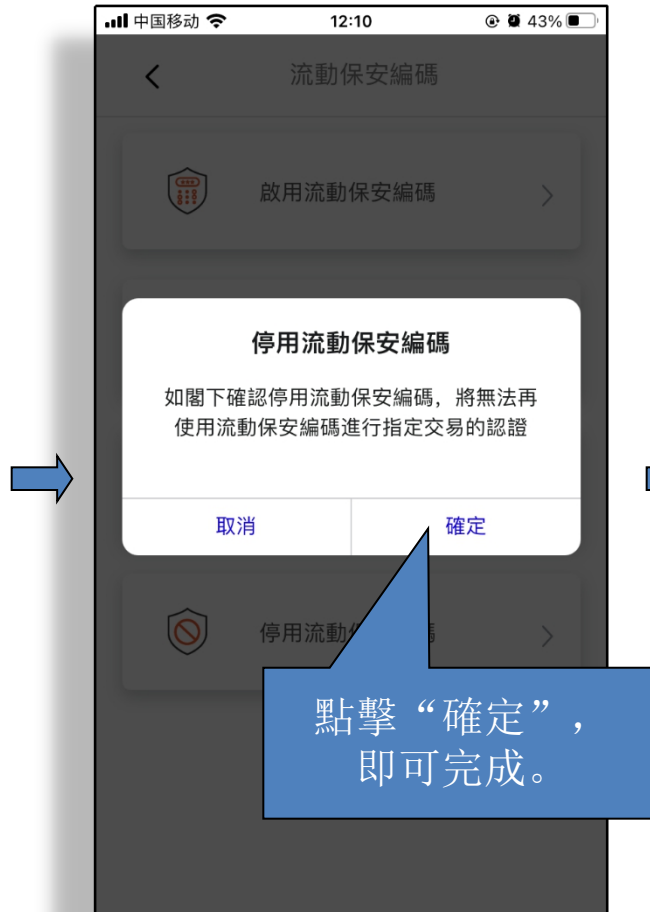 中国移动 12:10 43%
流動保安編碼
啟用流動保安編碼
停用流動保安編碼
如閣下確認停用流動保安編碼，將無法再
使用流動保安編碼進行指定交易的認證
取消 確定
停用流動
點擊“確定”，
即可完成。